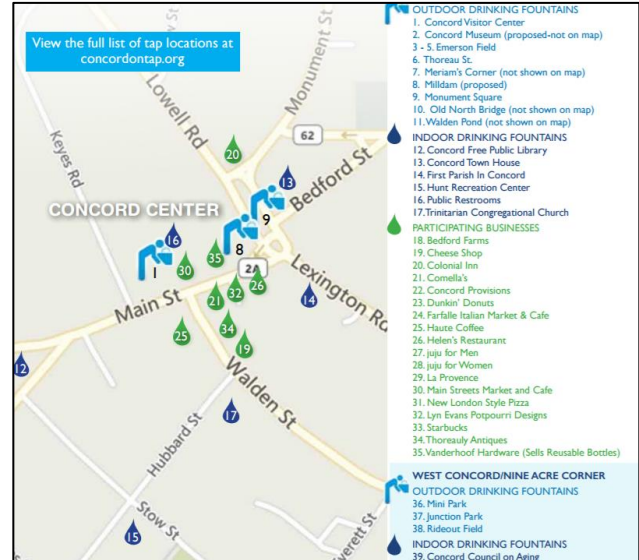 View the full list of tap locations at
concordontap.org
Lowell Rd
Monument St
Keyes Rd
62
20
13
Bedford St
CONCORD CENTER
9
16
8
35
1
30
2A
26
32
21
Main St
Lexington Rd
14
25
34
19
12
Walden St
17
Hubbard St
Stow St
15
Everett St
OUTDOOR DRINKING FOUNTAINS
1. Concord Visitor Center
2. Concord Museum (proposed-not on map)
3 - 5. Emerson Field
6. Thoreau St.
7. Meriam's Corner (not shown on map)
8. Milldam (proposed)
9. Monument Square
10. Old North Bridge (not shown on map)
11. Walden Pond (not shown on map)
INDOOR DRINKING FOUNTAINS
12. Concord Free Public Library
13. Concord Town House
14. First Parish In Concord
15. Hunt Recreation Center
16. Public Restrooms
17. Trinitarian Congregational Church
PARTICIPATING BUSINESSES
18. Bedford Farms
19. Cheese Shop
20. Colonial Inn
21. Comella's
22. Concord Provisions
23. Dunkin' Donuts
24. Farfalle Italian Market & Cafe
25. Haute Coffee
26. Helen's Restaurant
27. juju for Men
28. juju for Women
29. La Provence
30. Main Streets Market and Cafe
31. New London Style Pizza
32. Lyn Evans Potpourri Designs
33. Starbucks
34. Thoreauly Antiques
35. Vanderhoof Hardware (Sells Reusable Bottles)
WEST CONCORD/NINE ACRE CORNER
OUTDOOR DRINKING FOUNTAINS
36. Mini Park
37. Junction Park
38. Rideout Field
INDOOR DRINKING FOUNTAINS
39. Concord Council on Aging